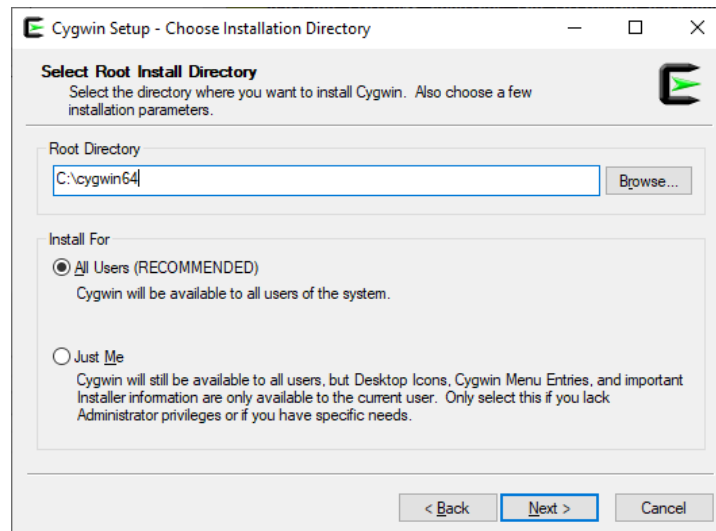 Cygwin Setup - Choose Installation Directory
Select Root Install Directory
Select the directory where you want to install Cygwin. Also choose a few
installation parameters.
Root Directory
C:\cygwin64
Browse...
Install For
All Users (RECOMMENDED)
Cygwin will be available to all users of the system.
Just Me
Cygwin will still be available to all users, but Desktop Icons, Cygwin Menu Entries, and important
Installer information are only available to the current user. Only select this if you lack
Administrator privileges or if you have specific needs.
< Back
Next >
Cancel